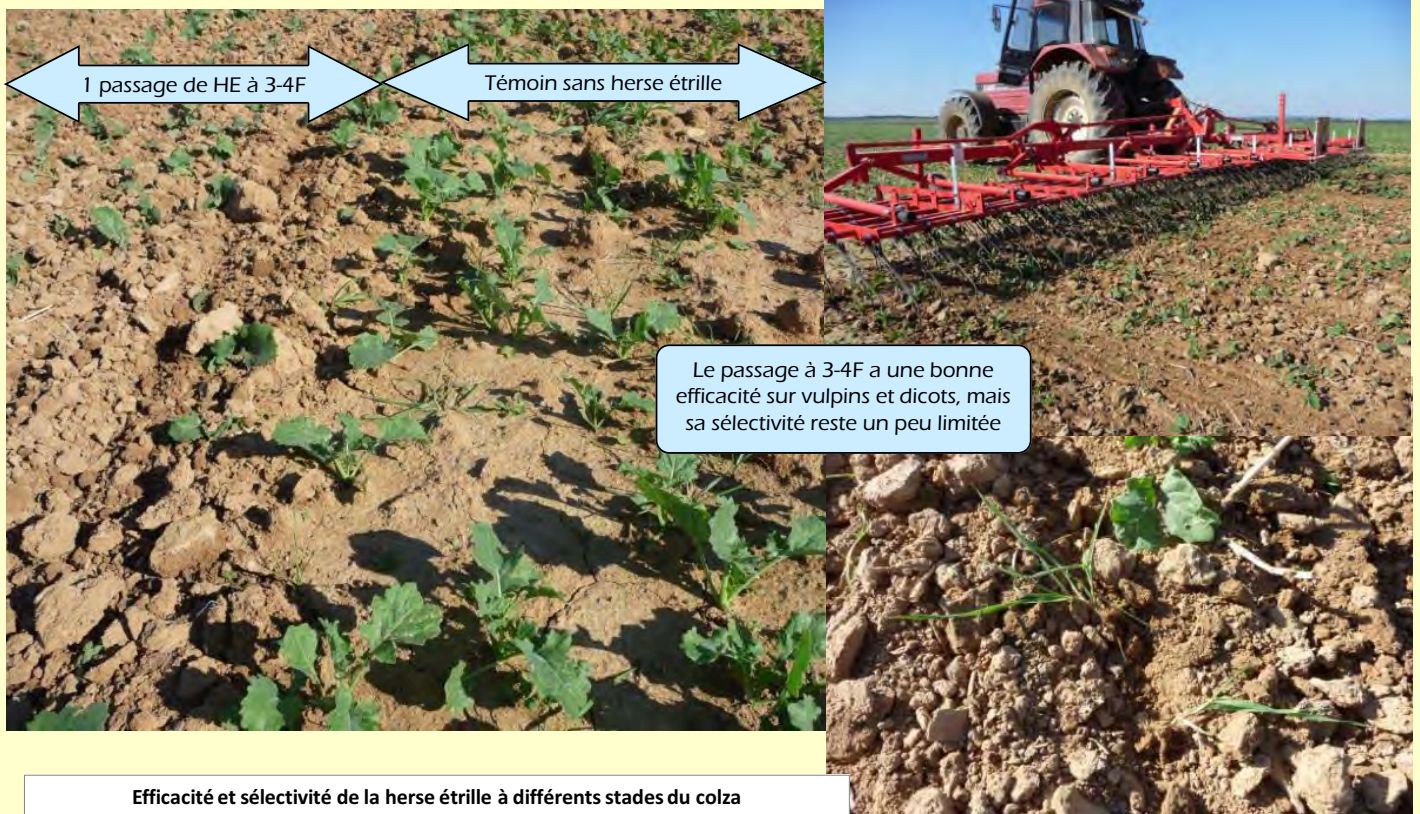 1 passage de HE à 3-4F
Témoin sans herse étrille
Le passage à 3-4F a une bonne
efficacité sur vulpins et dicots, mais
sa sélectivité reste un peu limitée
Efficacité et sélectivité de la herse étrille à différents stades du colza